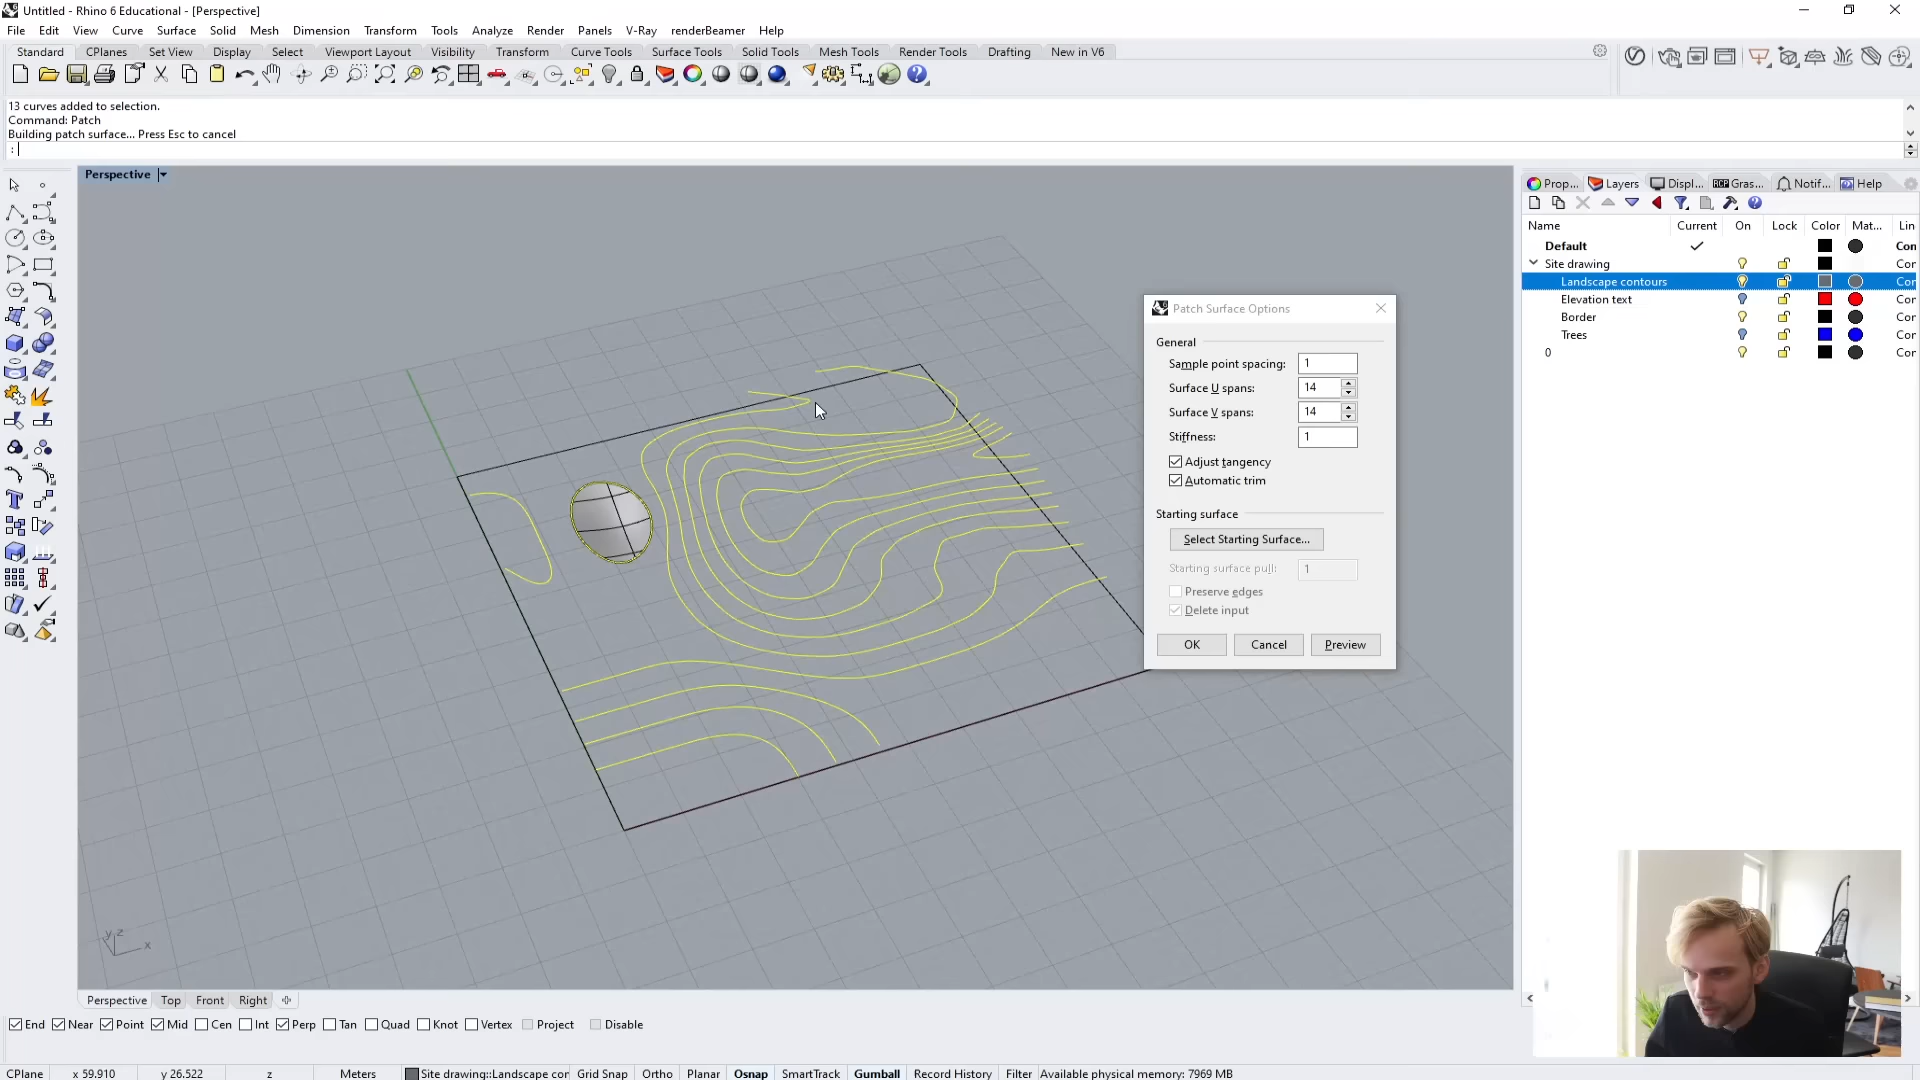 Untitled - Rhino 6 Educational - [Perspective]
File Edit View Curve Surface Solid Mesh Dimension Transform Tools Analyze Render Panels V-Ray renderBeamer Help
Standard CPlanes Set View Display Select Viewport Layout Visibility Transform Curve Tools Surface Tools Solid Tools Mesh Tools Render Tools Drafting New in V6
13 curves added to selection.
Command: Patch
Building patch surface... Press Esc to cancel
:
Perspective
Prop... Layers Displ... Gras... Notif... Help
Name Current On Lock Color Mat... Lin
Default Con
Site drawing Con
Landscape contours Cor
Elevation text Cor
Border Cor
Trees Cor
0 Cor
Patch Surface Options
General
Sample point spacing: 1
Surface U spans: 14
Surface V spans: 14
Stiffness: 1
Adjust tangency
Automatic trim
Starting surface
Select Starting Surface...
Starting surface pull: 1
Preserve edges
Delete input
OK Cancel Preview
y z x
Perspective Top Front Right
End Near Point Mid Cen Int Perp Tan Quad Knot Vertex Project Disable
CPlane x 59.910 y 26.522 z Meters Site drawing::Landscape cor Grid Snap Ortho Planar Osnap SmartTrack Gumball Record History Filter Available physical memory: 7969 MB